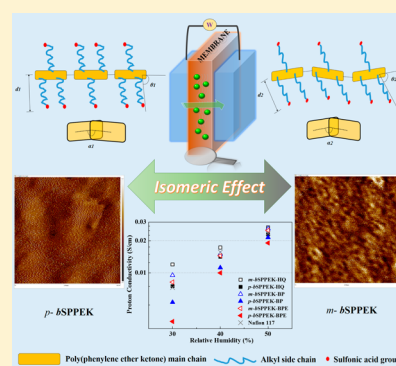 W
MEMBRANE
d1
θ1
α1
d2
θ2
α2
Isomeric Effect
p- bSPPEK
m- bSPPEK
Proton Conductivity (S/cm)
0.03
0.02
0.01
m-bSPPEK-HQ
p-bSPPEK-HQ
m-bSPPEK-BP
p-bSPPEK-BP
m-bSPPEK-BPE
p-bSPPEK-BPE
Nafion 117
30 40 50
Relative Humidity (%)
Poly(phenylene ether ketone) main chain
Alkyl side chain
Sulfonic acid grou